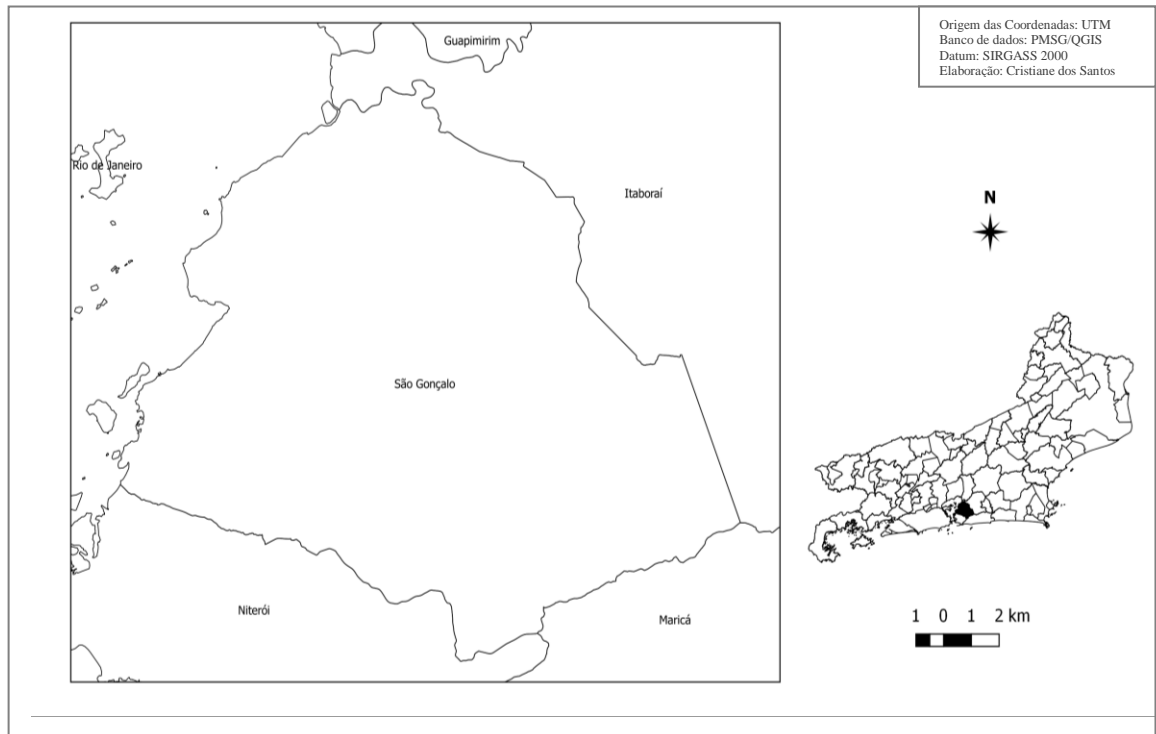 Origem das Coordenadas: UTM
Banco de dados: PMSG/QGIS
Datum: SIRGASS 2000
Elaboração: Cristiane dos Santos
Guapimirim
Rio de Janeiro
Itaboraí
N
São Gonçalo
Niterói
Maricá
1 0 1 2 km